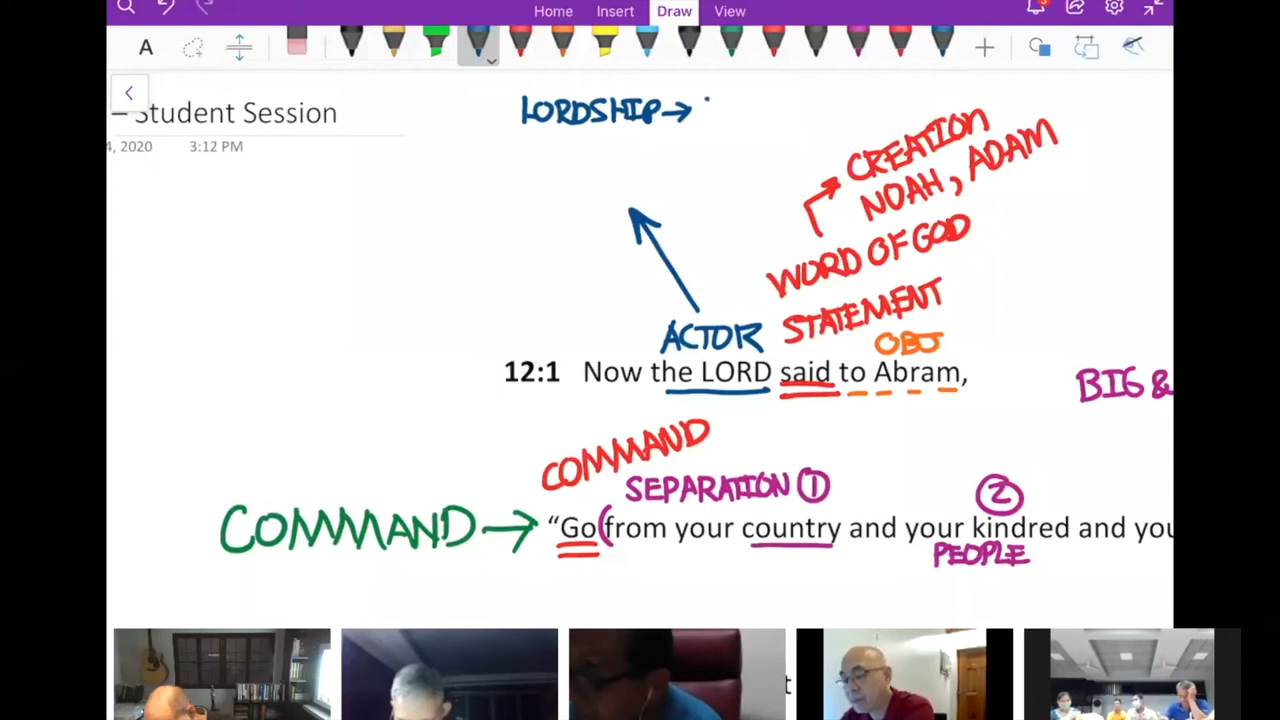 Home Insert Draw View
A
– Student Session
4, 2020 3:12 PM
LORDSHIP →
CREATION
NOAH, ADAM
WORD OF GOD
STATEMENT
ACTOR
OBJ
12:1 Now the LORD said to Abram,
BIG &
COMMAND
SEPARATION ①
②
COMMAND → “Go (from your country and your kindred and you
PEOPLE
t